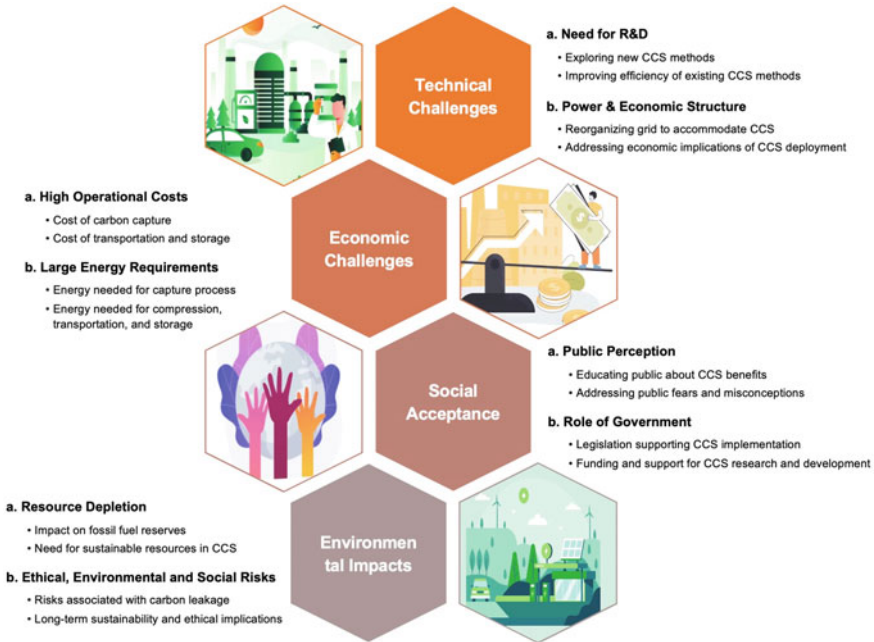 Technical
Challenges
a. Need for R&D
• Exploring new CCS methods
• Improving efficiency of existing CCS methods
b. Power & Economic Structure
• Reorganizing grid to accommodate CCS
• Addressing economic implications of CCS deployment
a. High Operational Costs
• Cost of carbon capture
• Cost of transportation and storage
b. Large Energy Requirements
• Energy needed for capture process
• Energy needed for compression,
transportation, and storage
Economic
Challenges
Social
Acceptance
a. Public Perception
• Educating public about CCS benefits
• Addressing public fears and misconceptions
b. Role of Government
• Legislation supporting CCS implementation
• Funding and support for CCS research and development
a. Resource Depletion
• Impact on fossil fuel reserves
• Need for sustainable resources in CCS
b. Ethical, Environmental and Social Risks
• Risks associated with carbon leakage
• Long-term sustainability and ethical implications
Environmen
tal Impacts